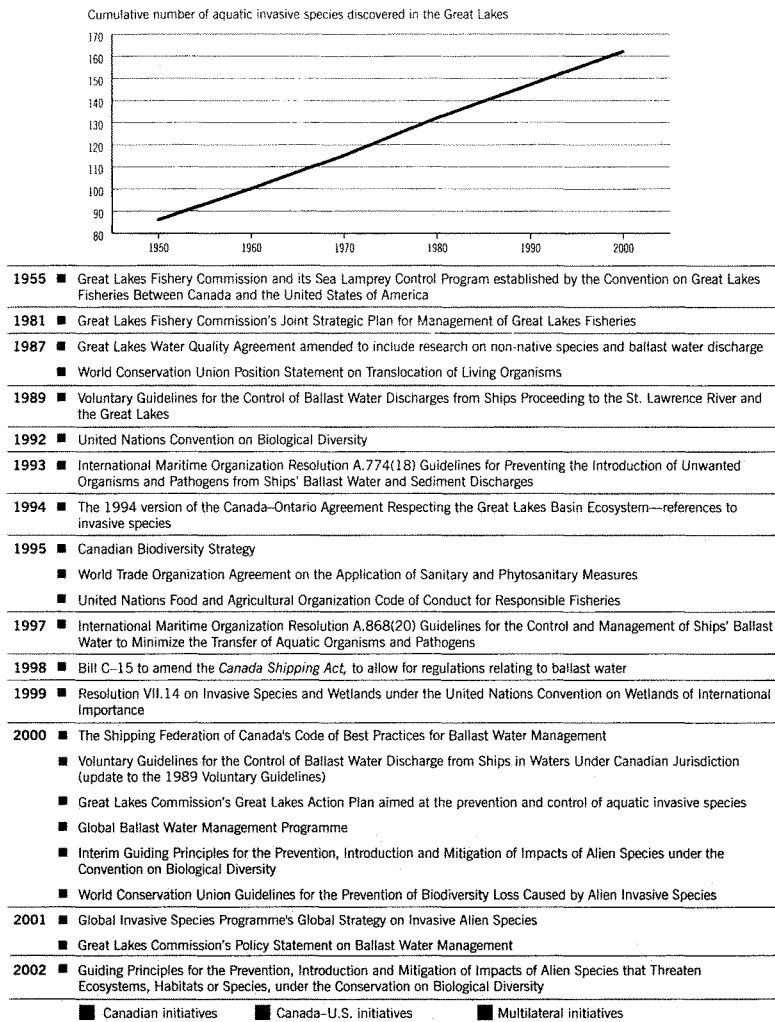 Cumulative number of aquatic invasive species discovered in the Great Lakes
170
160
150
140
130
120
110
100
90
80
1950 1960 1970 1980 1990 2000
1955 ■ Great Lakes Fishery Commission and its Sea Lamprey Control Program established by the Convention on Great Lakes
Fisheries Between Canada and the United States of America
1981 ■ Great Lakes Fishery Commission's Joint Strategic Plan for Management of Great Lakes Fisheries
1987 ■ Great Lakes Water Quality Agreement amended to include research on non-native species and ballast water discharge
■ World Conservation Union Position Statement on Translocation of Living Organisms
1989 ■ Voluntary Guidelines for the Control of Ballast Water Discharges from Ships Proceeding to the St. Lawrence River and
the Great Lakes
1992 ■ United Nations Convention on Biological Diversity
1993 ■ International Maritime Organization Resolution A.774(18) Guidelines for Preventing the Introduction of Unwanted
Organisms and Pathogens from Ships' Ballast Water and Sediment Discharges
1994 ■ The 1994 version of the Canada–Ontario Agreement Respecting the Great Lakes Basin Ecosystem—references to
invasive species
1995 ■ Canadian Biodiversity Strategy
■ World Trade Organization Agreement on the Application of Sanitary and Phytosanitary Measures
■ United Nations Food and Agricultural Organization Code of Conduct for Responsible Fisheries
1997 ■ International Maritime Organization Resolution A.868(20) Guidelines for the Control and Management of Ships' Ballast
Water to Minimize the Transfer of Aquatic Organisms and Pathogens
1998 ■ Bill C–15 to amend the Canada Shipping Act, to allow for regulations relating to ballast water
1999 ■ Resolution VII.14 on Invasive Species and Wetlands under the United Nations Convention on Wetlands of International
Importance
2000 ■ The Shipping Federation of Canada's Code of Best Practices for Ballast Water Management
■ Voluntary Guidelines for the Control of Ballast Water Discharge from Ships in Waters Under Canadian Jurisdiction
(update to the 1989 Voluntary Guidelines)
■ Great Lakes Commission's Great Lakes Action Plan aimed at the prevention and control of aquatic invasive species
■ Global Ballast Water Management Programme
■ Interim Guiding Principles for the Prevention, Introduction and Mitigation of Impacts of Alien Species under the
Convention on Biological Diversity
■ World Conservation Union Guidelines for the Prevention of Biodiversity Loss Caused by Alien Invasive Species
2001 ■ Global Invasive Species Programme's Global Strategy on Invasive Alien Species
■ Great Lakes Commission's Policy Statement on Ballast Water Management
2002 ■ Guiding Principles for the Prevention, Introduction and Mitigation of Impacts of Alien Species that Threaten
Ecosystems, Habitats or Species, under the Conservation on Biological Diversity
■ Canadian initiatives ■ Canada–U.S. initiatives ■ Multilateral initiatives